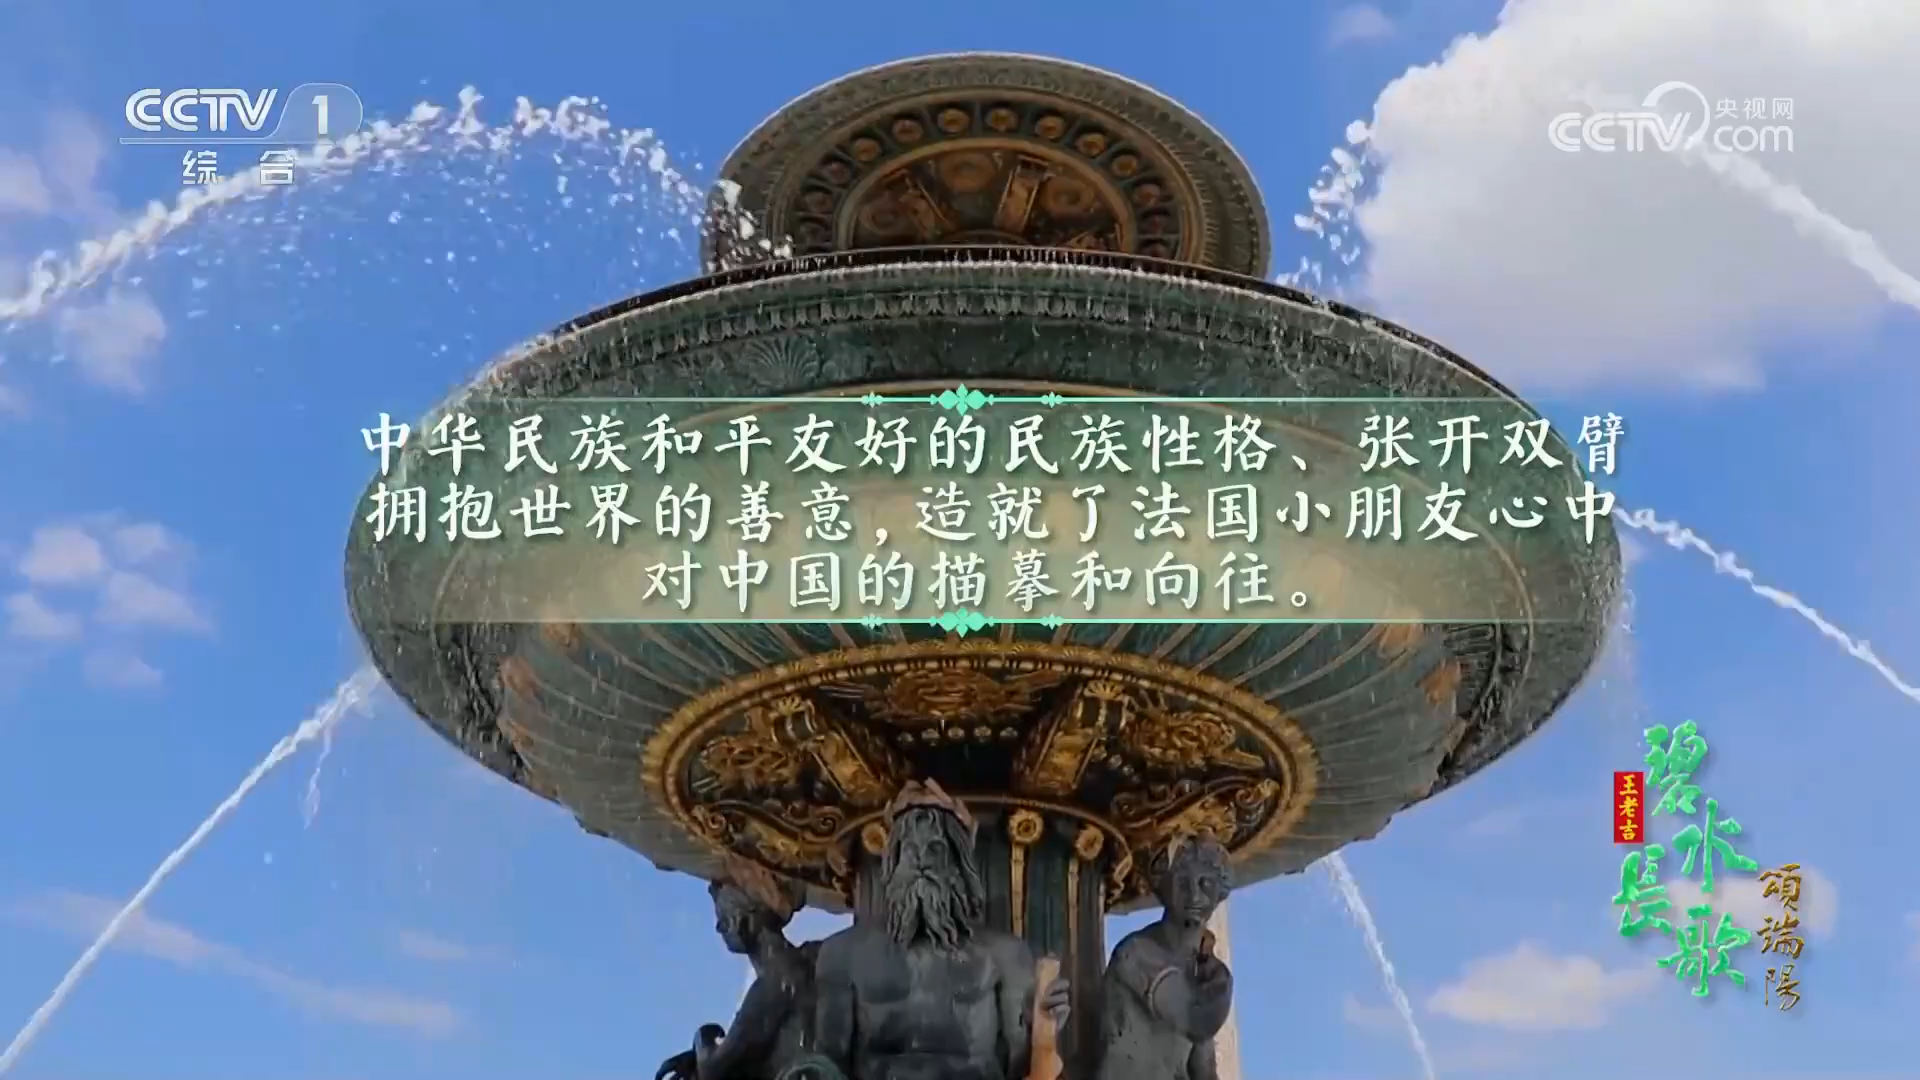 CCTV 1
综合
央视网
CCTV.com
中华民族和平友好的民族性格、张开双臂
拥抱世界的善意,造就了法国小朋友心中
对中国的描摹和向往。
王老吉
碧水长歌
颂端阳